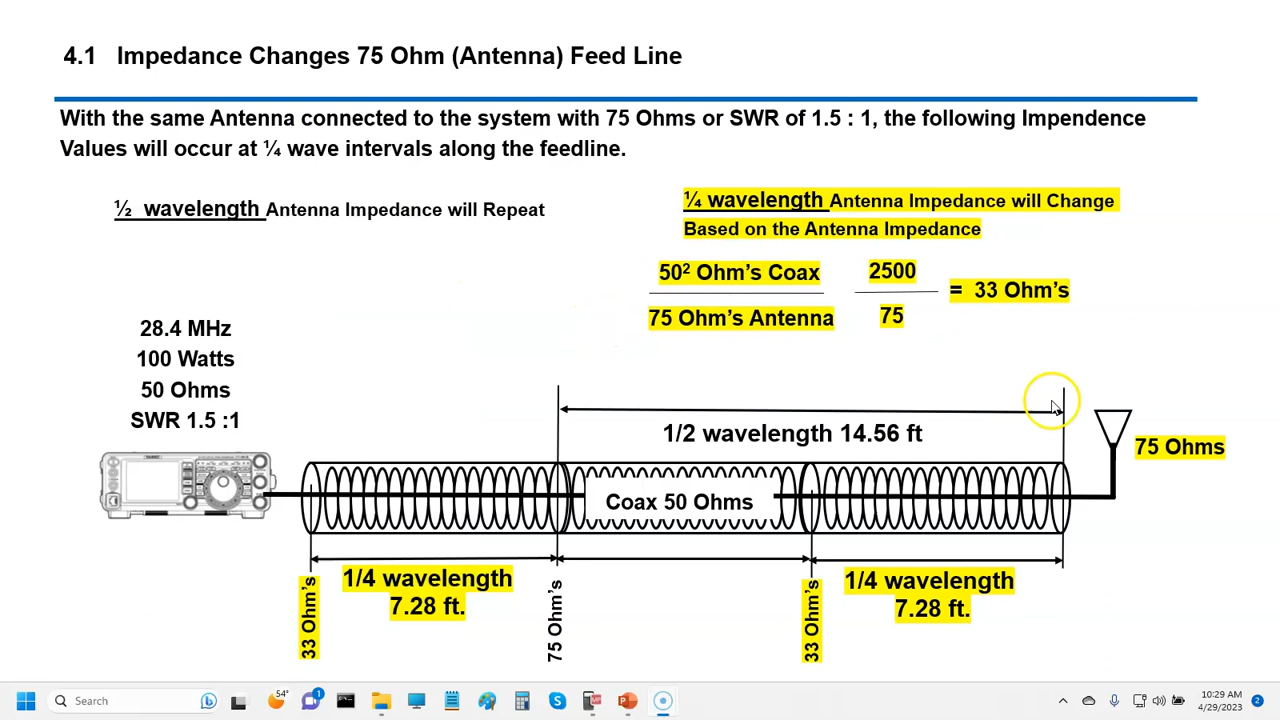 4.1 Impedance Changes 75 Ohm (Antenna) Feed Line
With the same Antenna connected to the system with 75 Ohms or SWR of 1.5 : 1, the following Impendence
Values will occur at ¼ wave intervals along the feedline.
½ wavelength Antenna Impedance will Repeat
¼ wavelength Antenna Impedance will Change
Based on the Antenna Impedance
50² Ohm's Coax
75 Ohm's Antenna
2500
75
= 33 Ohm's
28.4 MHz
100 Watts
50 Ohms
SWR 1.5 :1
1/2 wavelength 14.56 ft
75 Ohms
Coax 50 Ohms
33 Ohm's
1/4 wavelength
7.28 ft.
75 Ohm's
33 Ohm's
1/4 wavelength
7.28 ft.
Search
54°
1
10:29 AM
4/29/2023
2